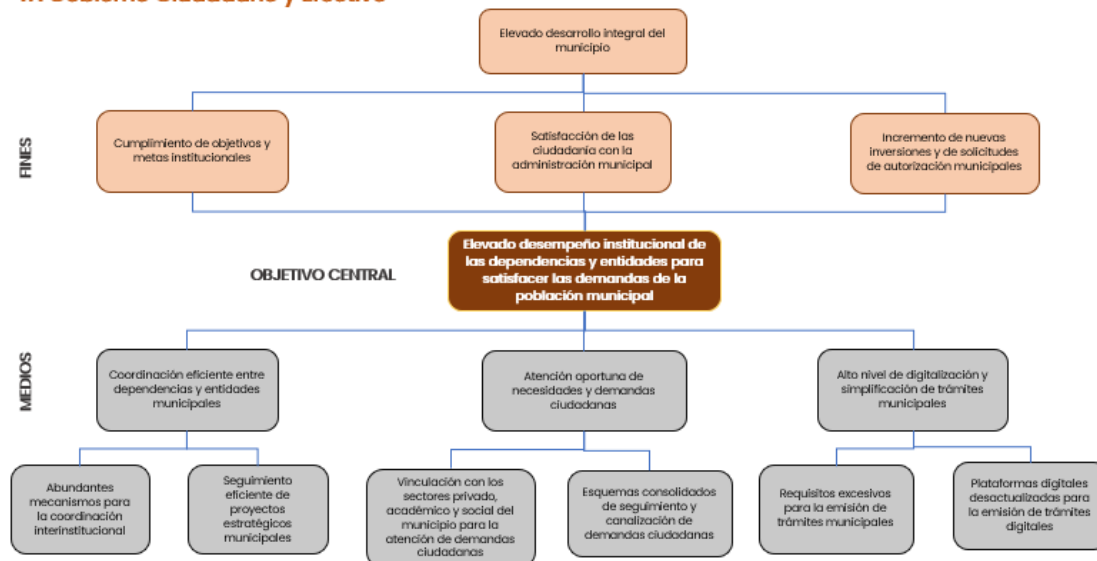 Elevado desarrollo integral del
municipio
FINES
Cumplimiento de objetivos y
metas institucionales
Satisfacción de las
ciudadanía con la
administración municipal
Incremento de nuevas
inversiones y de solicitudes
de autorización municipales
OBJETIVO CENTRAL
Elevado desempeño institucional de
las dependencias y entidades para
satisfacer las demandas de la
población municipal
MEDIOS
Coordinación eficiente entre
dependencias y entidades
municipales
Atención oportuna de
necesidades y demandas
ciudadanas
Alto nivel de digitalización y
simplificación de trámites
municipales
Abundantes
mecanismos para
la coordinación
interinstitucional
Seguimiento
eficiente de
proyectos
estratégicos
municipales
Vinculación con los
sectores privado,
académico y social del
municipio para la
atención de demandas
ciudadanas
Esquemas consolidados
de seguimiento y
canalización de
demandas ciudadanas
Requisitos excesivos
para la emisión de
trámites municipales
Plataformas digitales
desactualizadas para
la emisión de trámites
digitales